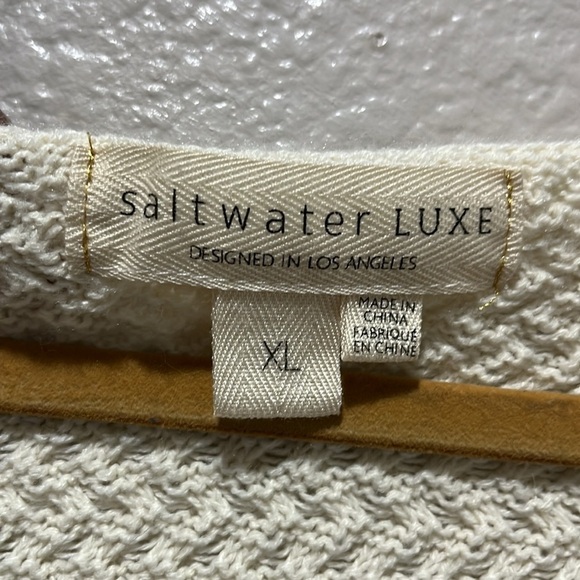 saltwater LUXE
DESIGNED IN LOS ANGELES
XL
MADE IN
CHINA
FABRIQUÉ
EN CHINE